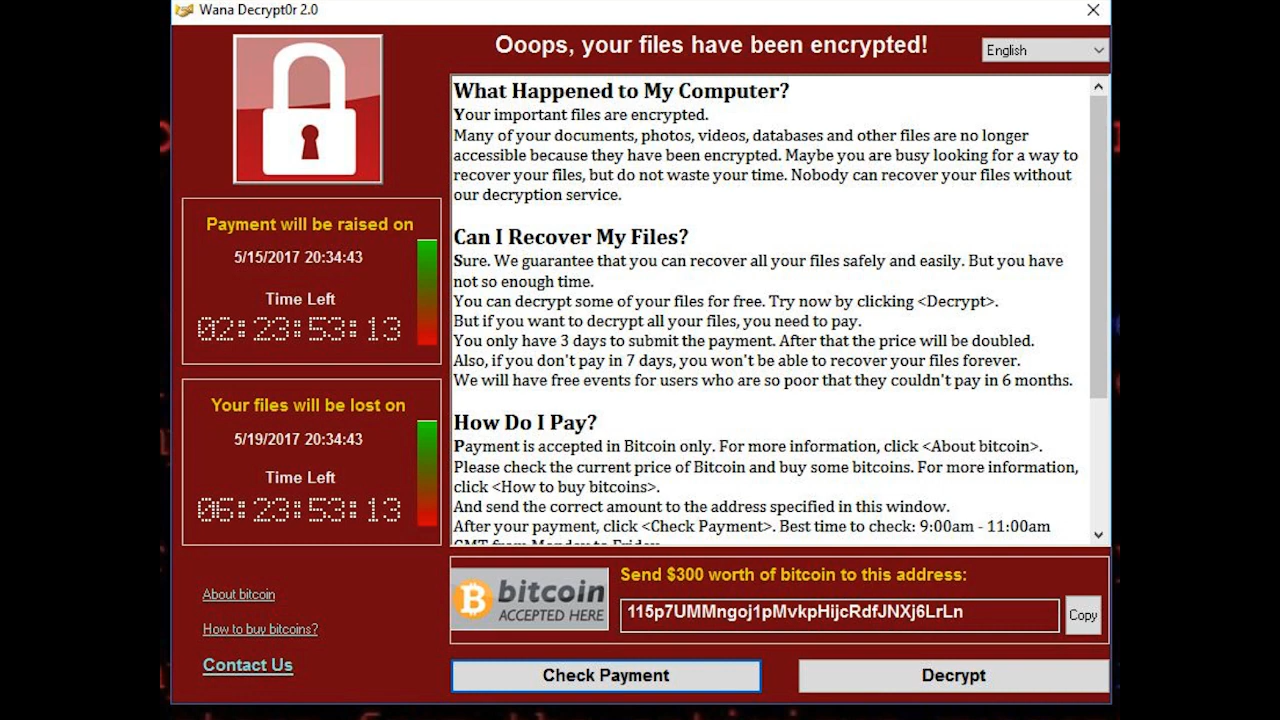 Wana Decrypt0r 2.0
Ooops, your files have been encrypted!
English
What Happened to My Computer?
Your important files are encrypted.
Many of your documents, photos, videos, databases and other files are no longer
accessible because they have been encrypted. Maybe you are busy looking for a way to
recover your files, but do not waste your time. Nobody can recover your files without
our decryption service.
Can I Recover My Files?
Sure. We guarantee that you can recover all your files safely and easily. But you have
not so enough time.
You can decrypt some of your files for free. Try now by clicking <Decrypt>.
But if you want to decrypt all your files, you need to pay.
You only have 3 days to submit the payment. After that the price will be doubled.
Also, if you don't pay in 7 days, you won't be able to recover your files forever.
We will have free events for users who are so poor that they couldn't pay in 6 months.
How Do I Pay?
Payment is accepted in Bitcoin only. For more information, click <About bitcoin>.
Please check the current price of Bitcoin and buy some bitcoins. For more information,
click <How to buy bitcoins>.
And send the correct amount to the address specified in this window.
After your payment, click <Check Payment>. Best time to check: 9:00am - 11:00am
GMT from Monday to Friday.
Payment will be raised on
5/15/2017 20:34:43
Time Left
02:23:53:13
Your files will be lost on
5/19/2017 20:34:43
Time Left
06:23:53:13
About bitcoin
How to buy bitcoins?
Contact Us
bitcoin
ACCEPTED HERE
Send $300 worth of bitcoin to this address:
115p7UMMngoj1pMvkpHijcRdfJNXj6LrLn
Copy
Check Payment
Decrypt